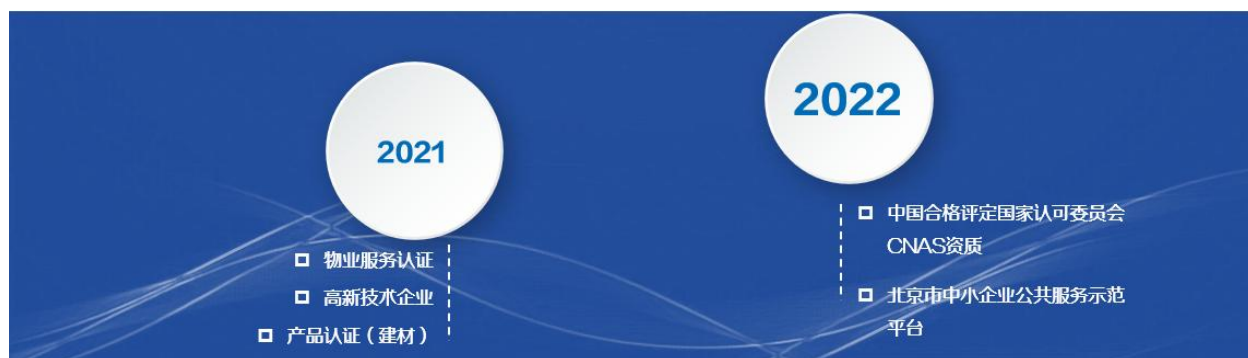 2021
物业服务认证
高新技术企业
产品认证（建材）
2022
中国合格评定国家认可委员会
CNAS资质
北京市中小企业公共服务示范
平台